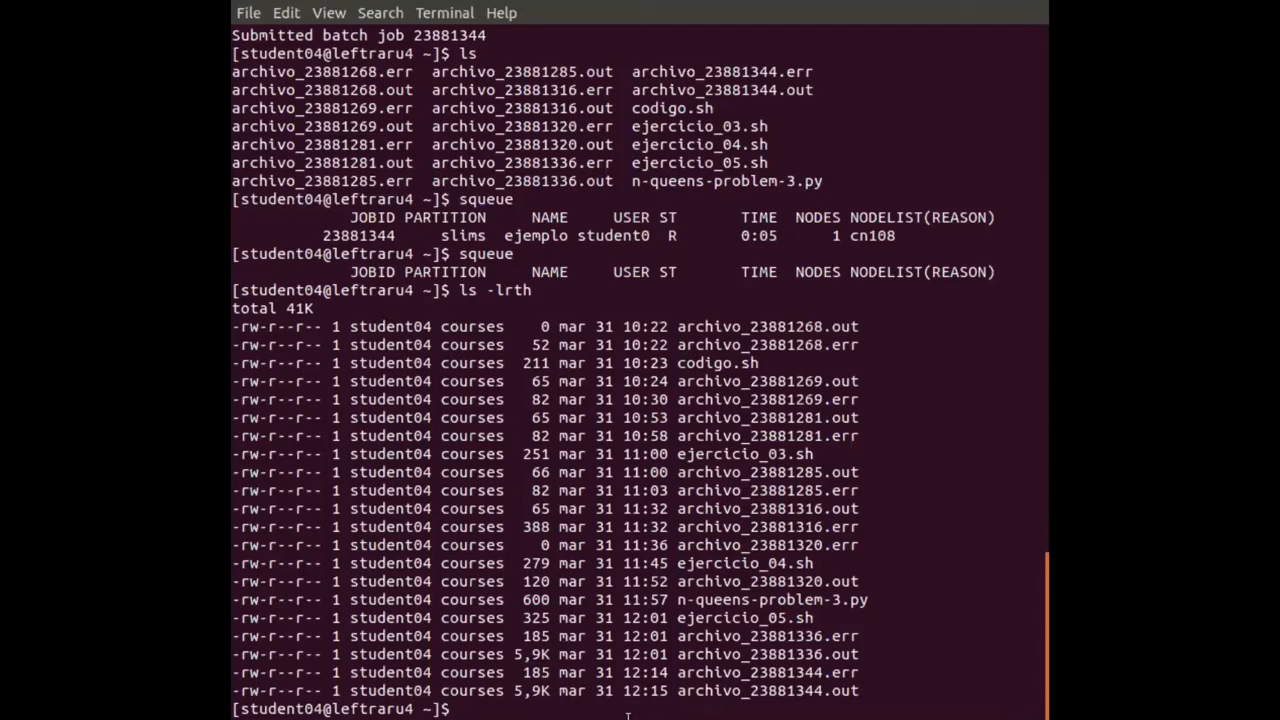 File Edit View Search Terminal Help
Submitted batch job 23881344
[student04@leftraru4 ~]$ ls
archivo_23881268.err archivo_23881285.out archivo_23881344.err
archivo_23881268.out archivo_23881316.err archivo_23881344.out
archivo_23881269.err archivo_23881316.out codigo.sh
archivo_23881269.out archivo_23881320.err ejercicio_03.sh
archivo_23881281.err archivo_23881320.out ejercicio_04.sh
archivo_23881281.out archivo_23881336.err ejercicio_05.sh
archivo_23881285.err archivo_23881336.out n-queens-problem-3.py
[student04@leftraru4 ~]$ squeue
JOBID PARTITION NAME USER ST TIME NODES NODELIST(REASON)
23881344 slims ejemplo student0 R 0:05 1 cn108
[student04@leftraru4 ~]$ squeue
JOBID PARTITION NAME USER ST TIME NODES NODELIST(REASON)
[student04@leftraru4 ~]$ ls -lrth
total 41K
-rw-r--r-- 1 student04 courses 0 mar 31 10:22 archivo_23881268.out
-rw-r--r-- 1 student04 courses 52 mar 31 10:22 archivo_23881268.err
-rw-r--r-- 1 student04 courses 211 mar 31 10:23 codigo.sh
-rw-r--r-- 1 student04 courses 65 mar 31 10:24 archivo_23881269.out
-rw-r--r-- 1 student04 courses 82 mar 31 10:30 archivo_23881269.err
-rw-r--r-- 1 student04 courses 65 mar 31 10:53 archivo_23881281.out
-rw-r--r-- 1 student04 courses 82 mar 31 10:58 archivo_23881281.err
-rw-r--r-- 1 student04 courses 251 mar 31 11:00 ejercicio_03.sh
-rw-r--r-- 1 student04 courses 66 mar 31 11:00 archivo_23881285.out
-rw-r--r-- 1 student04 courses 82 mar 31 11:03 archivo_23881285.err
-rw-r--r-- 1 student04 courses 65 mar 31 11:32 archivo_23881316.out
-rw-r--r-- 1 student04 courses 388 mar 31 11:32 archivo_23881316.err
-rw-r--r-- 1 student04 courses 0 mar 31 11:36 archivo_23881320.err
-rw-r--r-- 1 student04 courses 279 mar 31 11:45 ejercicio_04.sh
-rw-r--r-- 1 student04 courses 120 mar 31 11:52 archivo_23881320.out
-rw-r--r-- 1 student04 courses 600 mar 31 11:57 n-queens-problem-3.py
-rw-r--r-- 1 student04 courses 325 mar 31 12:01 ejercicio_05.sh
-rw-r--r-- 1 student04 courses 185 mar 31 12:01 archivo_23881336.err
-rw-r--r-- 1 student04 courses 5,9K mar 31 12:01 archivo_23881336.out
-rw-r--r-- 1 student04 courses 185 mar 31 12:14 archivo_23881344.err
-rw-r--r-- 1 student04 courses 5,9K mar 31 12:15 archivo_23881344.out
[student04@leftraru4 ~]$